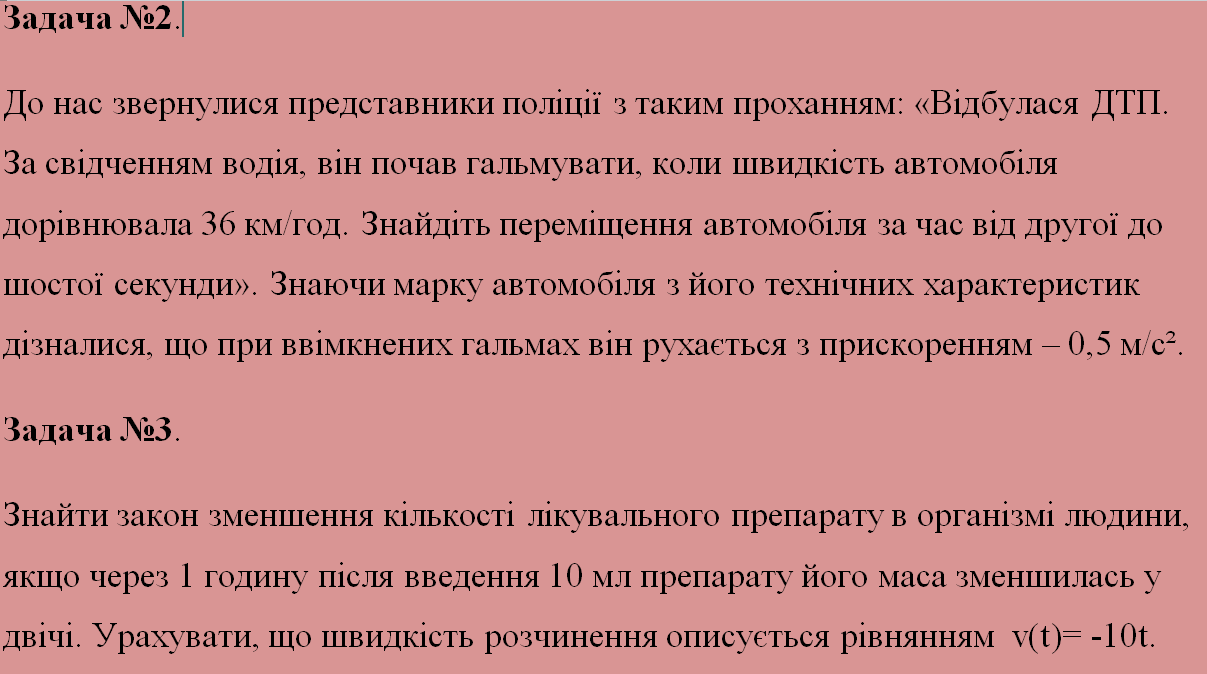 Задача №2.
До нас звернулися представники поліції з таким проханням: «Відбулася ДТП.
За свідченням водія, він почав гальмувати, коли швидкість автомобіля
дорівнювала 36 км/год. Знайдіть переміщення автомобіля за час від другої до
шостої секунди». Знаючи марку автомобіля з його технічних характеристик
дізналися, що при ввімкнених гальмах він рухається з прискоренням – 0,5 м/с².
Задача №3.
Знайти закон зменшення кількості лікувального препарату в організмі людини,
якщо через 1 годину після введення 10 мл препарату його маса зменшилась у
двічі. Урахувати, що швидкість розчинення описується рівнянням v(t)= -10t.